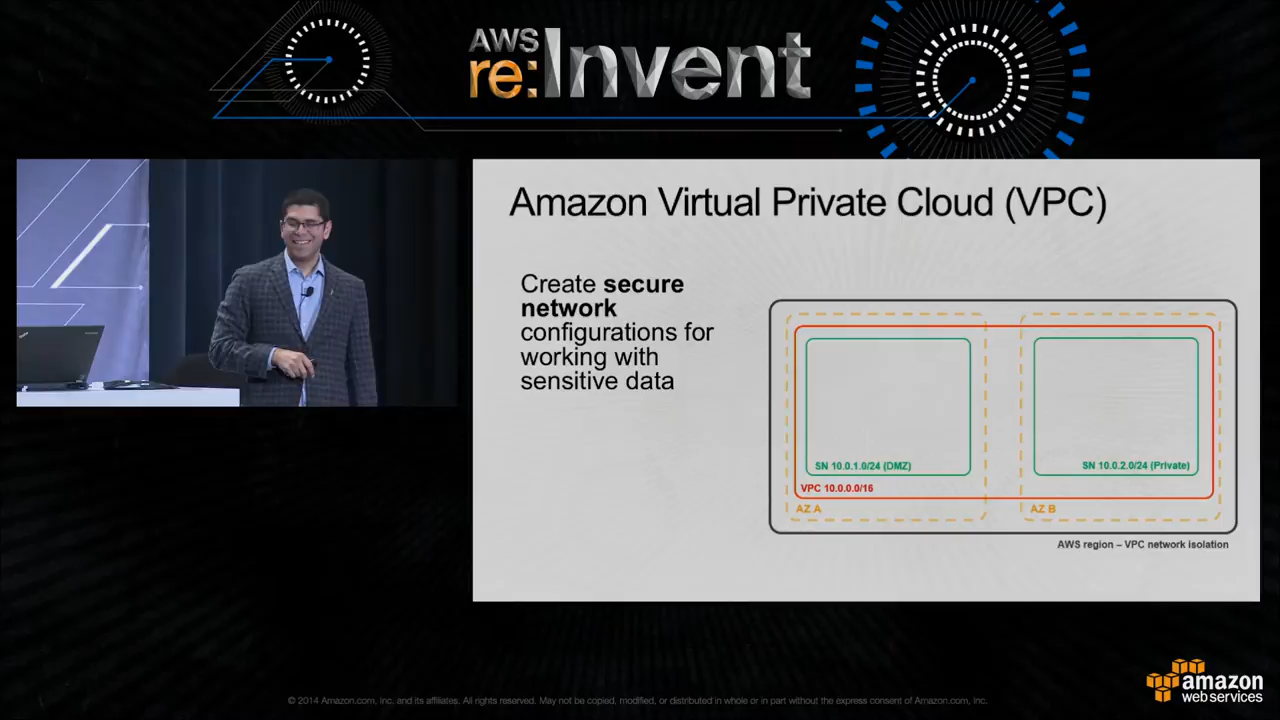 AWS
re:Invent
Amazon Virtual Private Cloud (VPC)
Create secure
network
configurations for
working with
sensitive data
SN 10.0.1.0/24 (DMZ)
SN 10.0.2.0/24 (Private)
VPC 10.0.0.0/16
AZ A
AZ B
AWS region – VPC network isolation
© 2014 Amazon.com, Inc. and its affiliates. All rights reserved. May not be copied, modified, or distributed in whole or in part without the express consent of Amazon.com, Inc.
amazon
web services